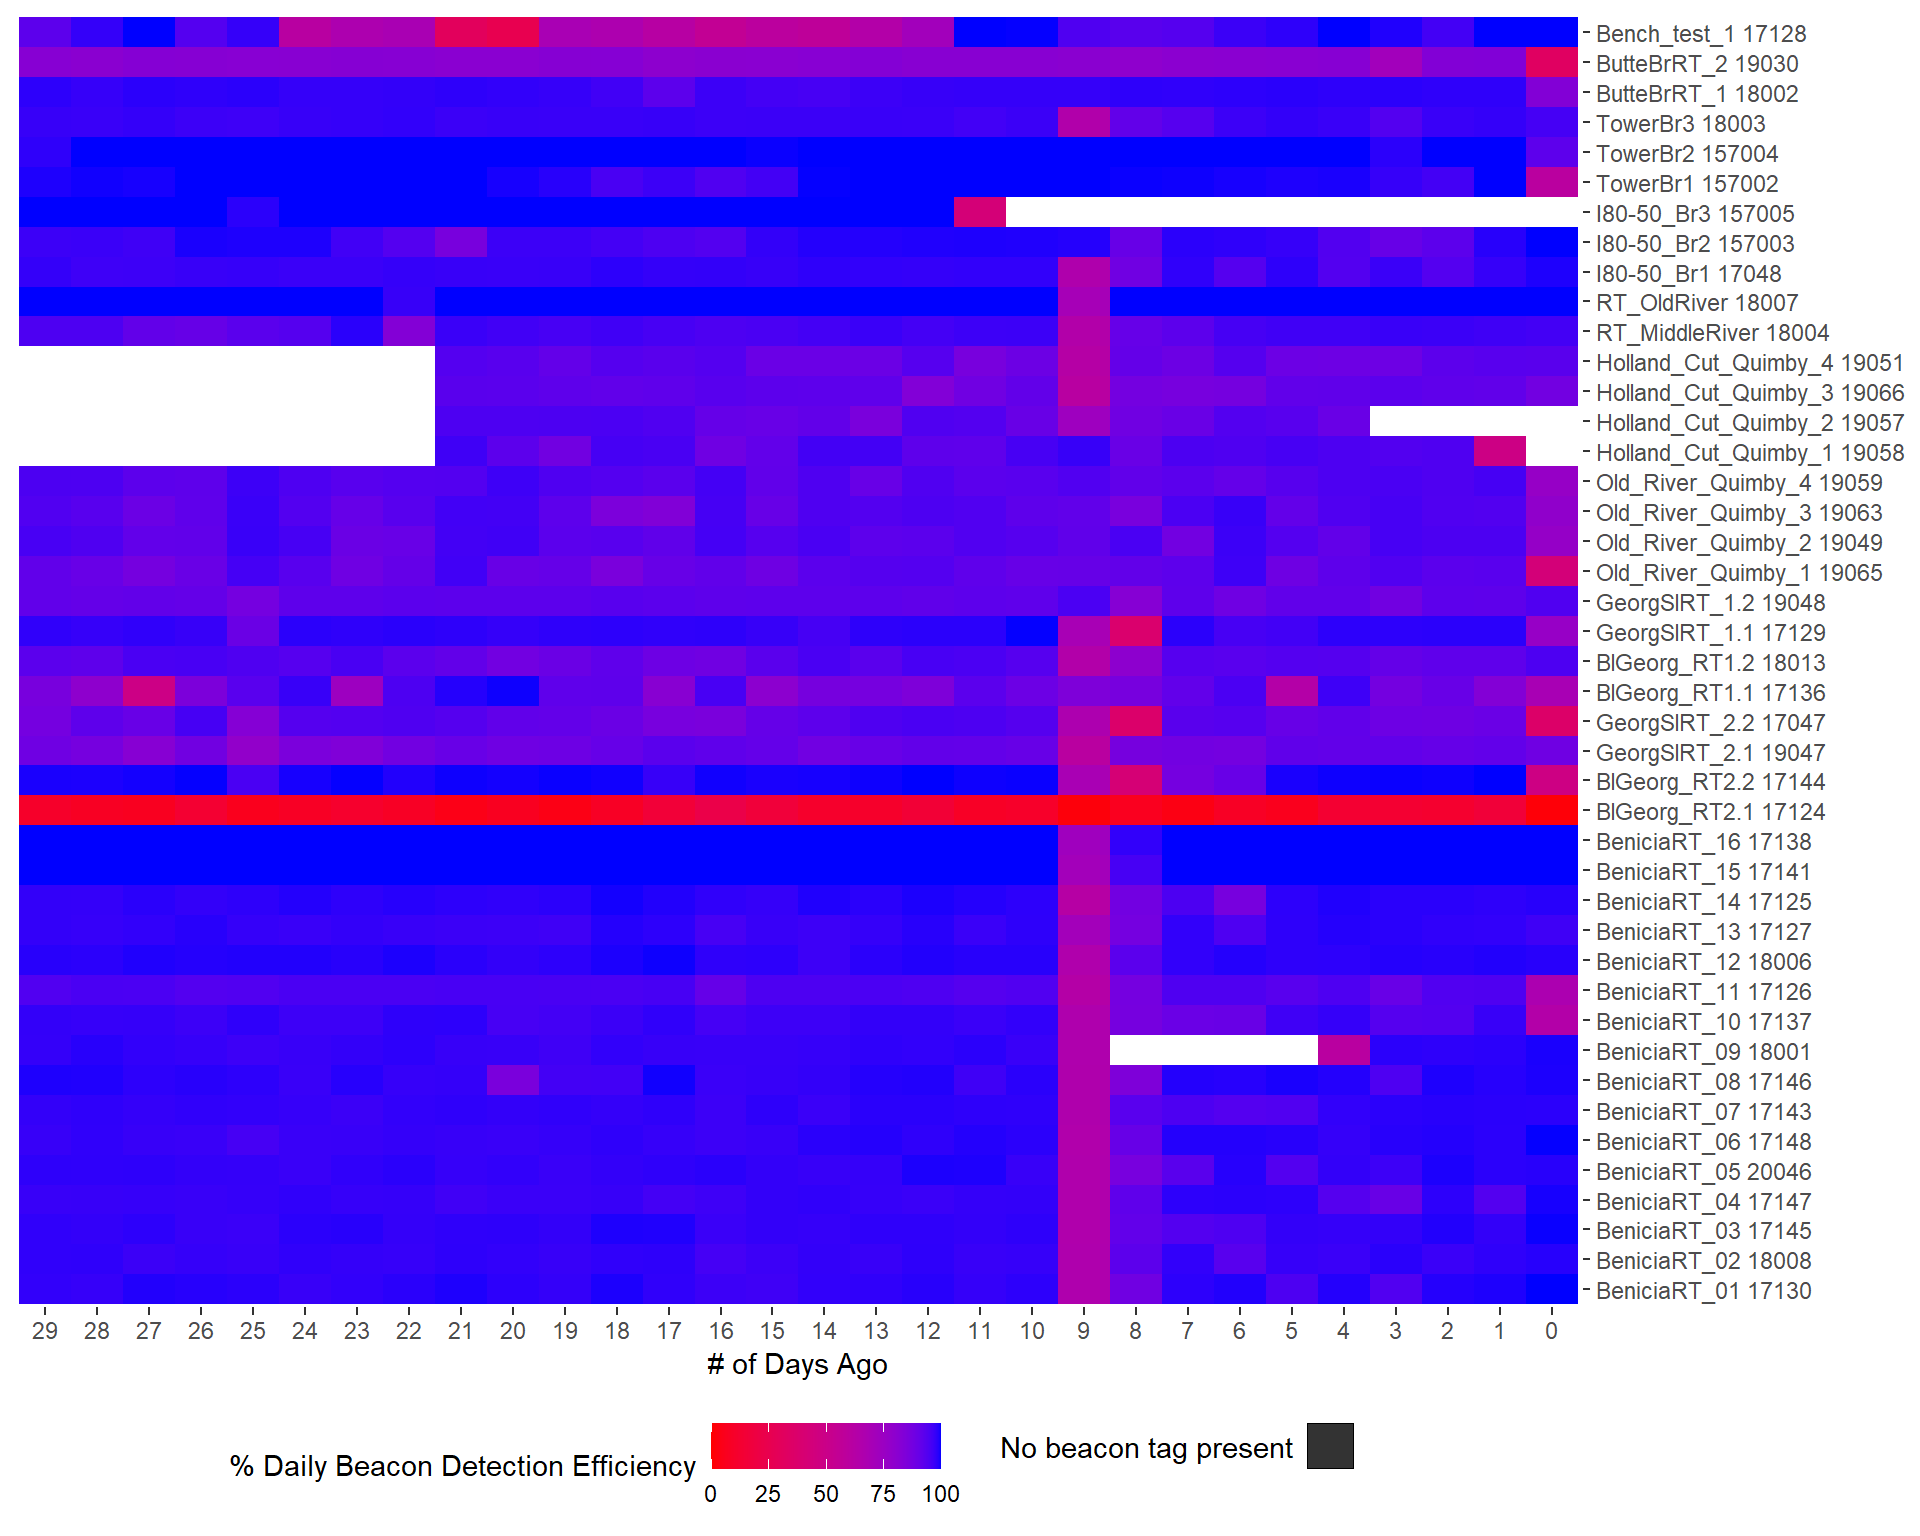 Bench_test_1 17128
ButteBrRT_2 19030
ButteBrRT_1 18002
TowerBr3 18003
TowerBr2 157004
TowerBr1 157002
I80-50_Br3 157005
I80-50_Br2 157003
I80-50_Br1 17048
RT_OldRiver 18007
RT_MiddleRiver 18004
Holland_Cut_Quimby_4 19051
Holland_Cut_Quimby_3 19066
Holland_Cut_Quimby_2 19057
Holland_Cut_Quimby_1 19058
Old_River_Quimby_4 19059
Old_River_Quimby_3 19063
Old_River_Quimby_2 19049
Old_River_Quimby_1 19065
GeorgSlRT_1.2 19048
GeorgSlRT_1.1 17129
BlGeorg_RT1.2 18013
BlGeorg_RT1.1 17136
GeorgSlRT_2.2 17047
GeorgSlRT_2.1 19047
BlGeorg_RT2.2 17144
BlGeorg_RT2.1 17124
BeniciaRT_16 17138
BeniciaRT_15 17141
BeniciaRT_14 17125
BeniciaRT_13 17127
BeniciaRT_12 18006
BeniciaRT_11 17126
BeniciaRT_10 17137
BeniciaRT_09 18001
BeniciaRT_08 17146
BeniciaRT_07 17143
BeniciaRT_06 17148
BeniciaRT_05 20046
BeniciaRT_04 17147
BeniciaRT_03 17145
BeniciaRT_02 18008
BeniciaRT_01 17130
29 28 27 26 25 24 23 22 21 20 19 18 17 16 15 14 13 12 11 10 9 8 7 6 5 4 3 2 1 0
# of Days Ago
% Daily Beacon Detection Efficiency
0 25 50 75 100
No beacon tag present